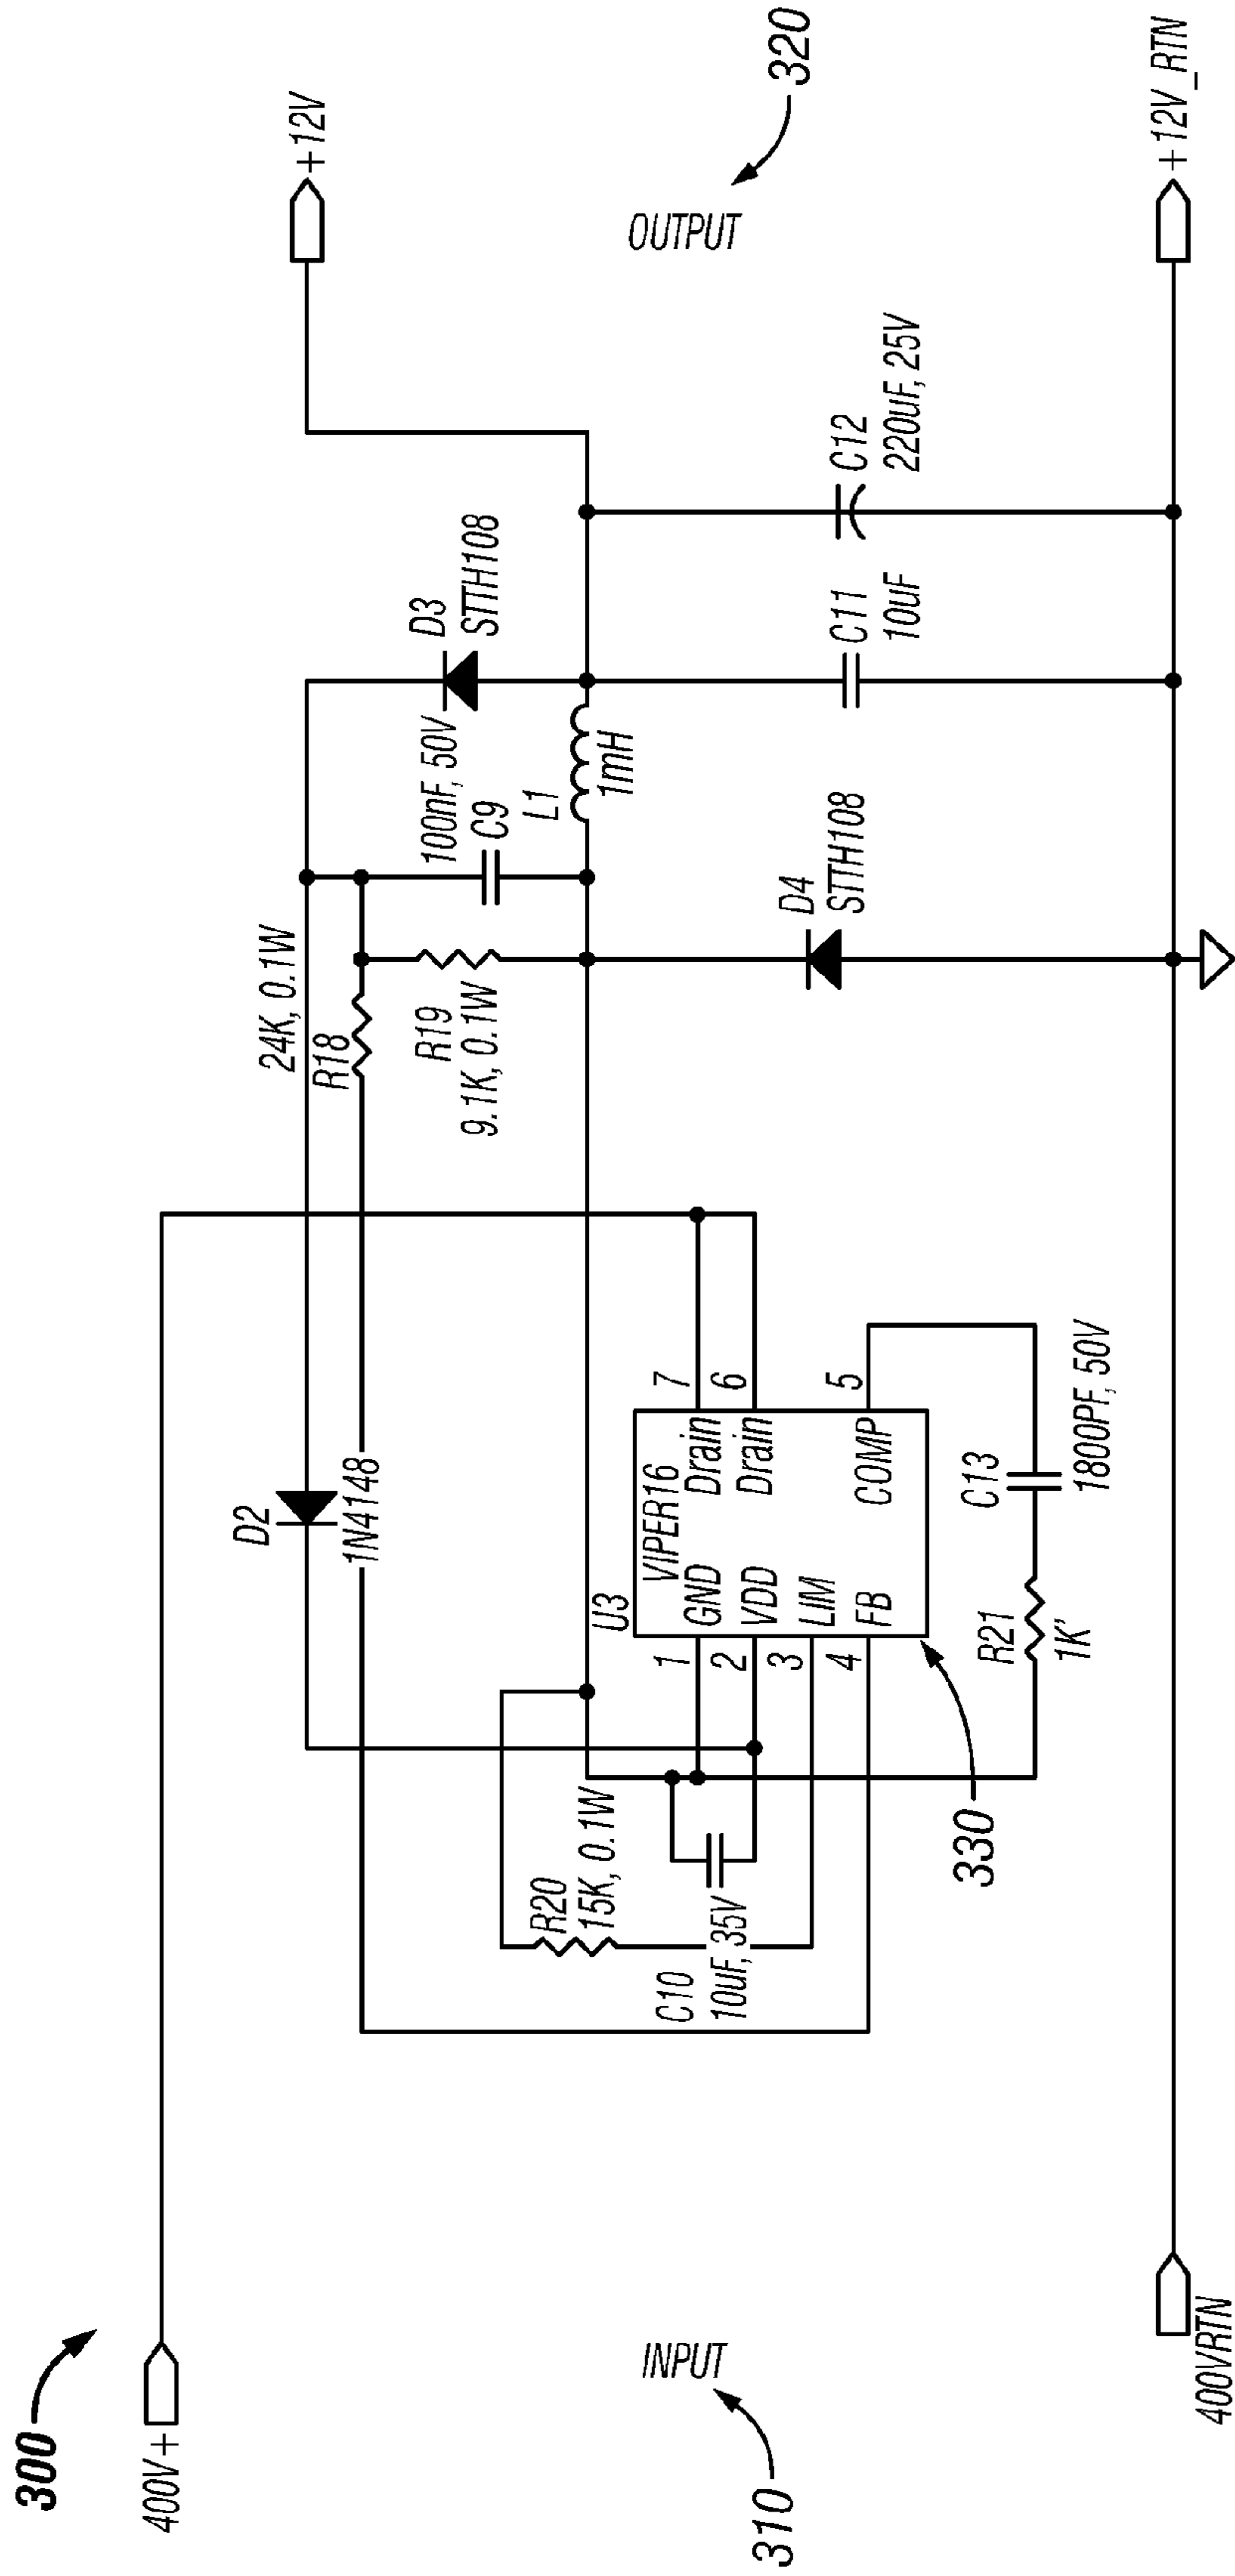 300
400V+
INPUT
310
400VRTN
D2
1N4148
24K, 0.1W
R18
R19
9.1K, 0.1W
100nF, 50V
C9
L1
1mH
D3
STTH108
+12V
OUTPUT
320
R20
15K, 0.1W
C10
10uF, 35V
U3
VIPER16
1
GND
Drain
7
2
VDD
Drain
6
3
LIM
4
FB
COMP
5
330
R21
1K'
C13
1800PF, 50V
D4
STTH108
C11
10uF
C12
220uF, 25V
+12V_RTN